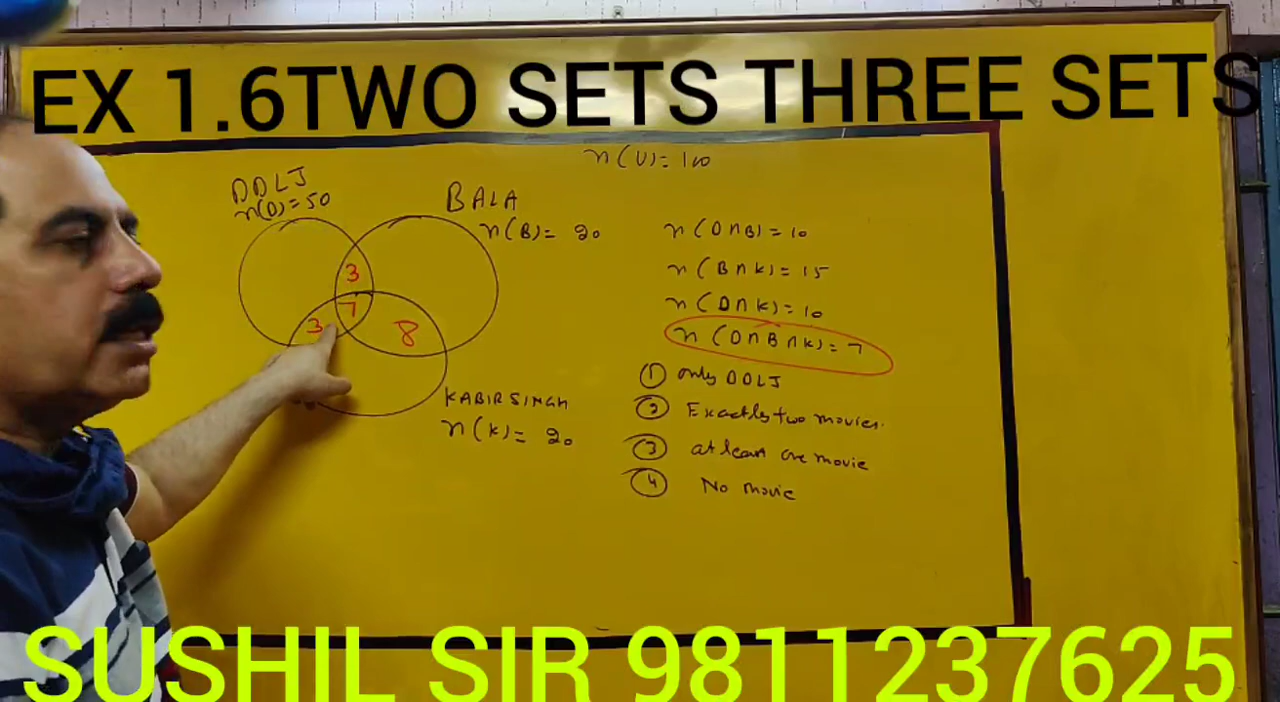 EX 1.6TWO SETS THREE SETS
n(U)=100
DDLJ
n(D)=50
BALA
n(B)= 20
3
7
3
8
KABIR SINGH
n(K)= 20
n(D∩B)=10
n(B∩K)=15
n(D∩K)=10
n(D∩B∩K)=7
① only DDLJ
② Exactly two movies.
③ at least one movie
④ No movie
SUSHIL SIR 9811237625